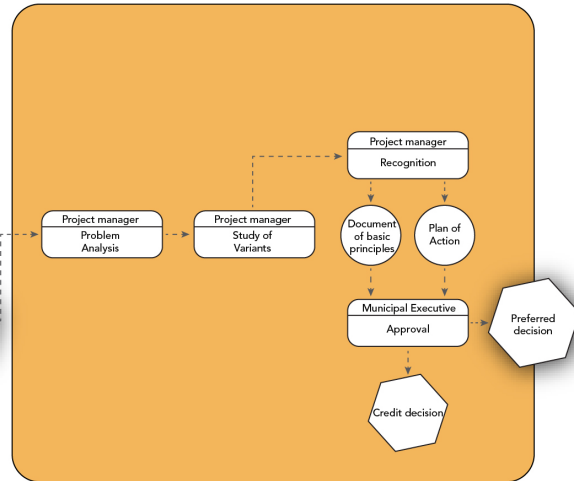 Project manager
Problem
Analysis
Project manager
Study of
Variants
Project manager
Recognition
Document
of basic
principles
Plan of
Action
Municipal Executive
Approval
Preferred
decision
Credit decision